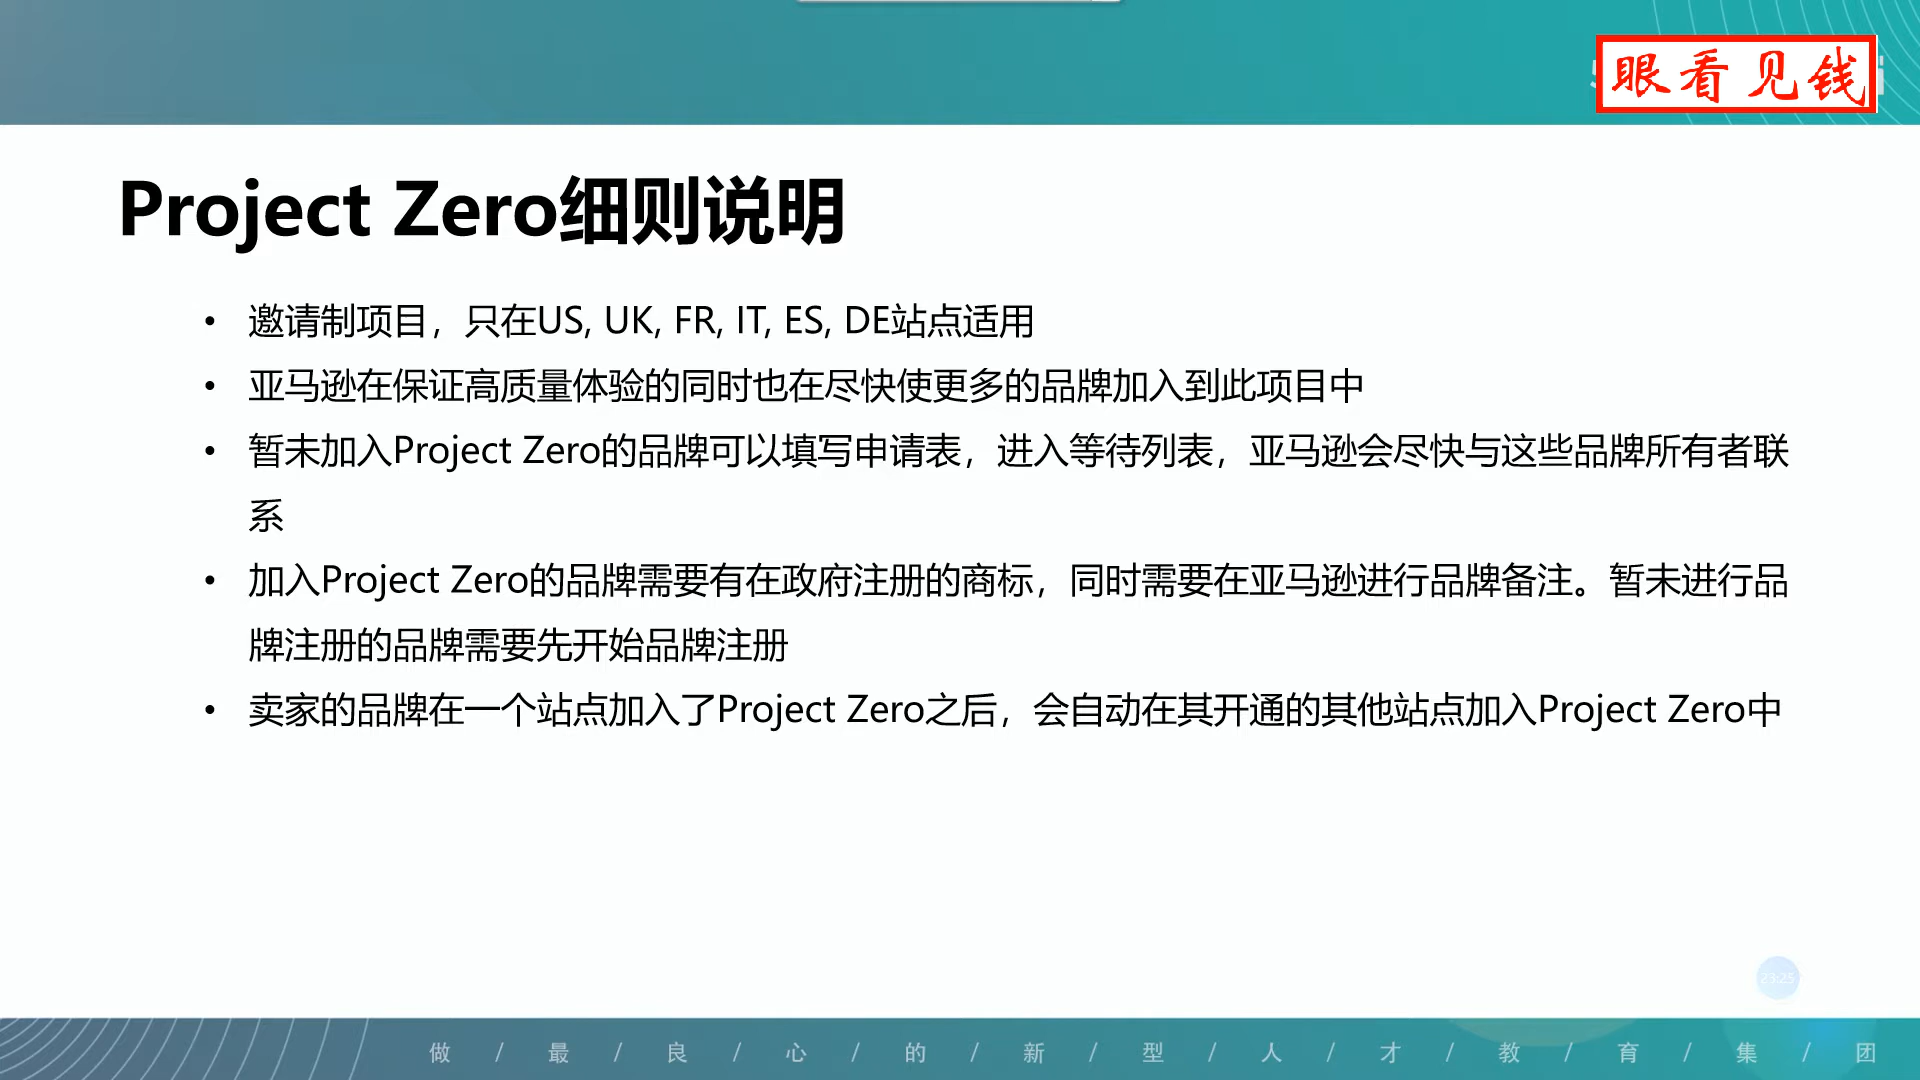 眼看见钱
Project Zero细则说明
• 邀请制项目，只在US, UK, FR, IT, ES, DE站点适用
• 亚马逊在保证高质量体验的同时也在尽快使更多的品牌加入到此项目中
• 暂未加入Project Zero的品牌可以填写申请表，进入等待列表，亚马逊会尽快与这些品牌所有者联
系
• 加入Project Zero的品牌需要有在政府注册的商标，同时需要在亚马逊进行品牌备注。暂未进行品
牌注册的品牌需要先开始品牌注册
• 卖家的品牌在一个站点加入了Project Zero之后，会自动在其开通的其他站点加入Project Zero中
23:25
做 / 最 / 良 / 心 / 的 / 新 / 型 / 人 / 才 / 教 / 育 / 集 / 团